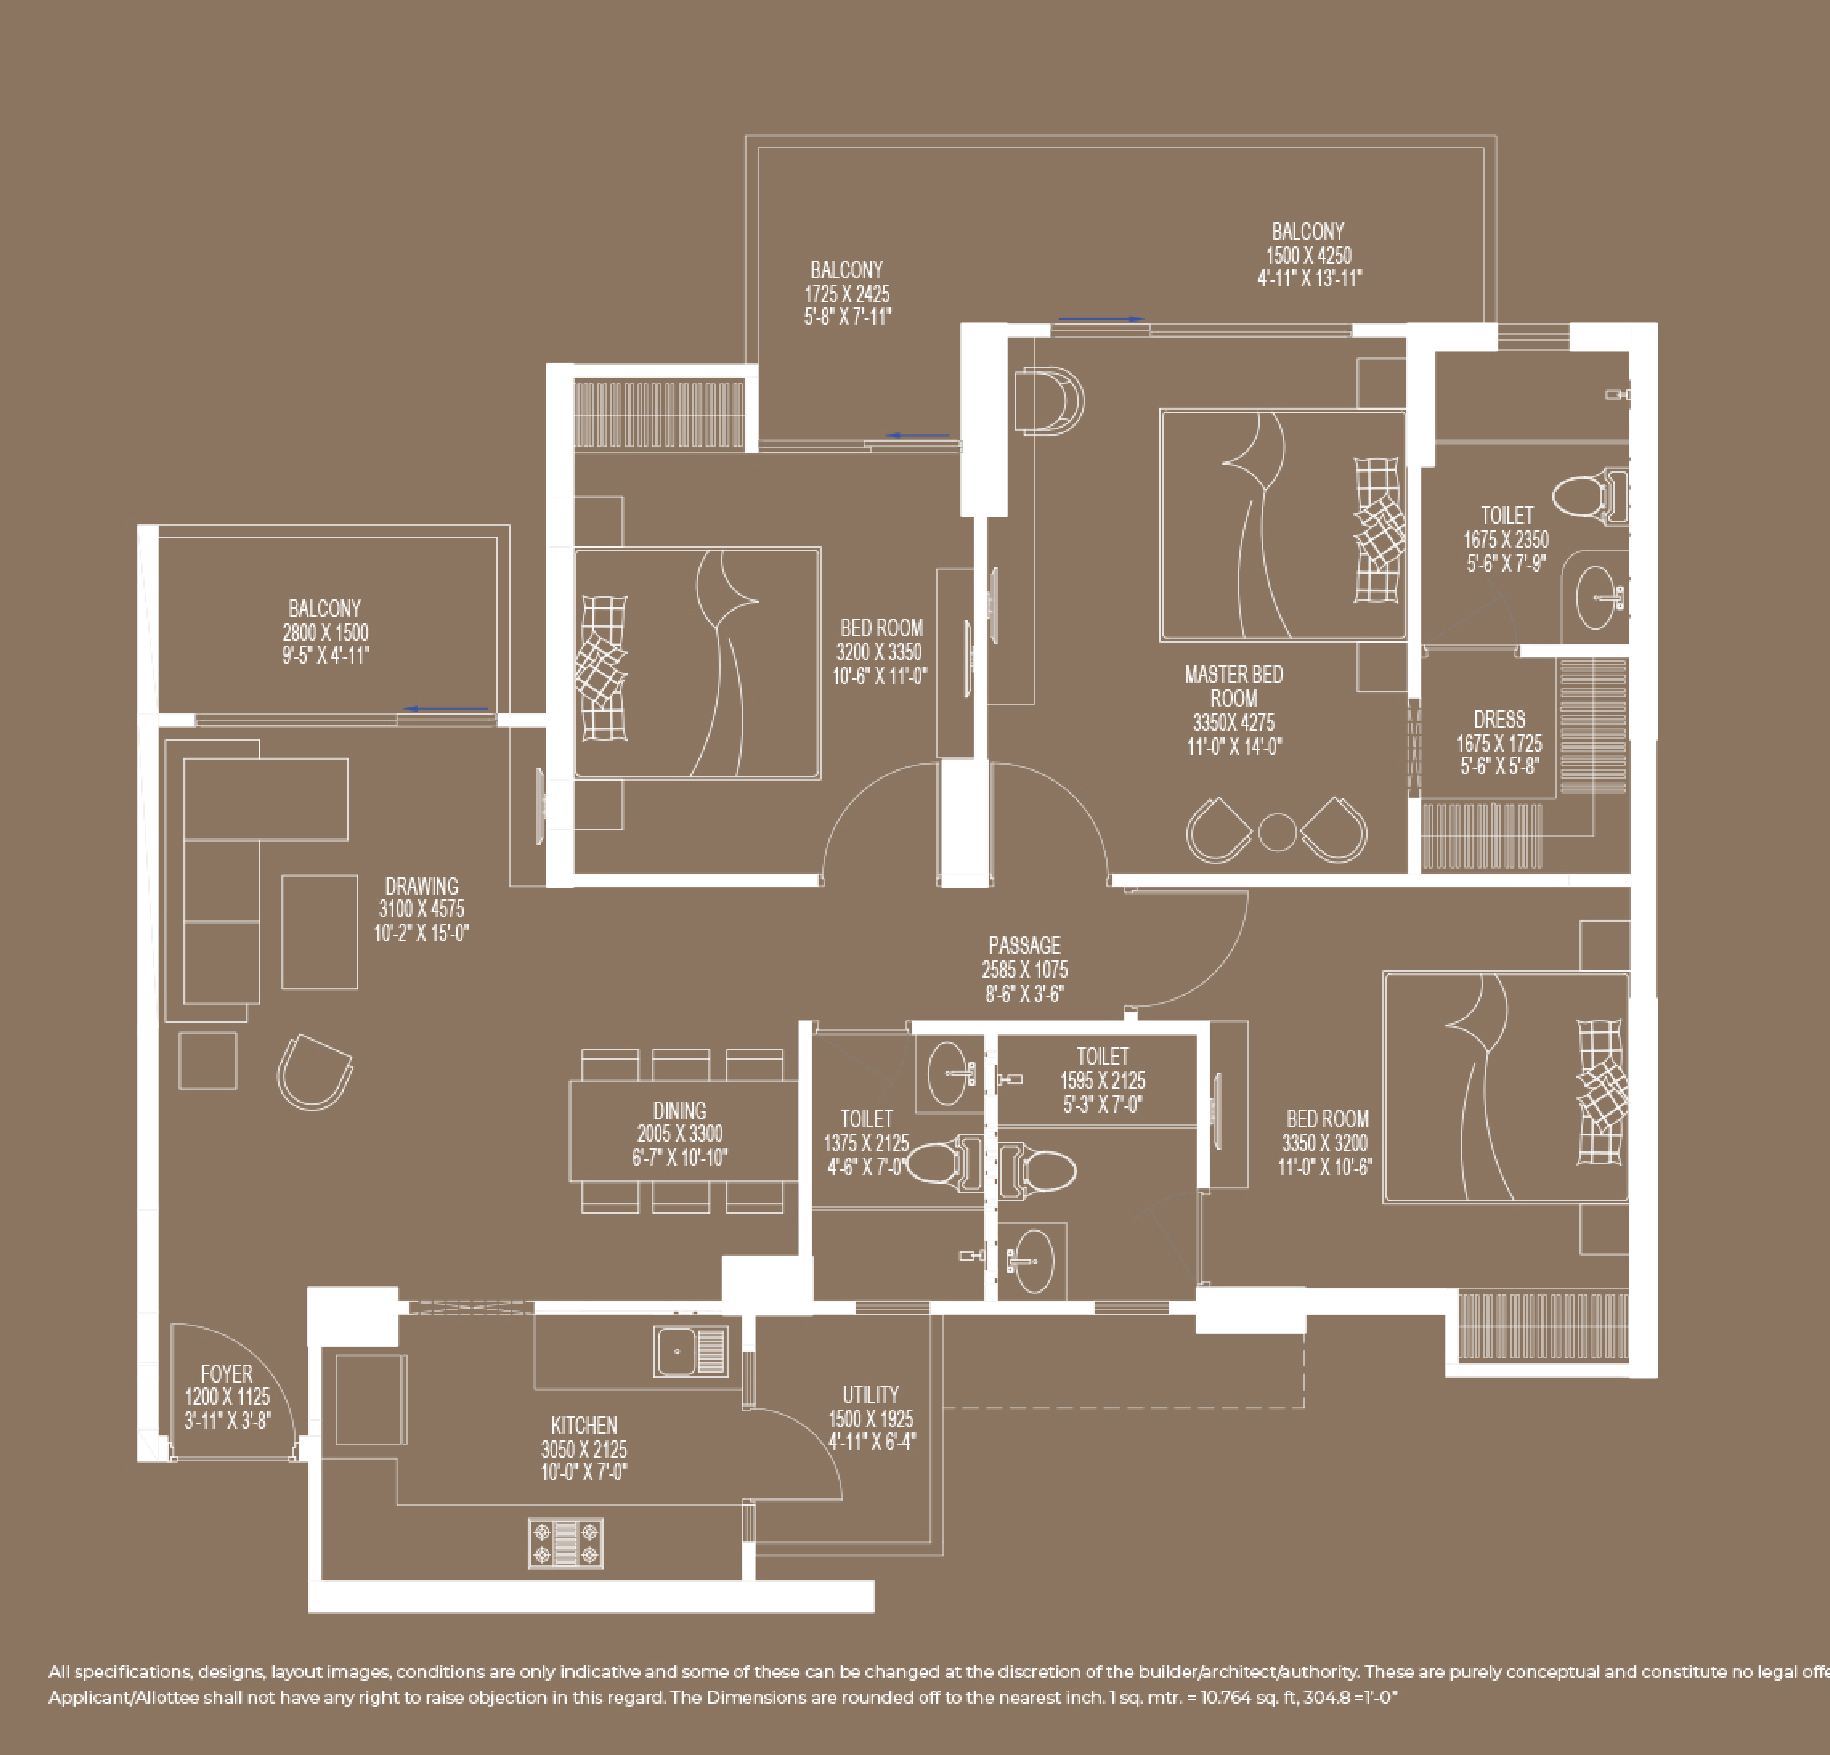 BALCONY
1500 X 4250
4'-11" X 13'-11"
BALCONY
1725 X 2425
5'-8" X 7'-11"
TOILET
1675 X 2350
5'-6" X 7'-9"
BALCONY
2800 X 1500
9'-5" X 4'-11"
BED ROOM
3200 X 3350
10'-6" X 11'-0"
MASTER BED
ROOM
3350X 4275
11'-0" X 14'-0"
DRESS
1675 X 1725
5'-6" X 5'-8"
DRAWING
3100 X 4575
10'-2" X 15'-0"
PASSAGE
2585 X 1075
8'-6" X 3'-6"
TOILET
1595 X 2125
5'-3" X 7'-0"
DINING
2005 X 3300
6'-7" X 10'-10"
TOILET
1375 X 2125
4'-6" X 7'-0"
BED ROOM
3350 X 3200
11'-0" X 10'-6"
FOYER
1200 X 1125
3'-11" X 3'-8"
UTILITY
1500 X 1925
4'-11" X 6'-4"
KITCHEN
3050 X 2125
10'-0" X 7'-0"
All specifications, designs, layout images, conditions are only indicative and some of these can be changed at the discretion of the builder/architect/authority. These are purely conceptual and constitute no legal offe
Applicant/Allottee shall not have any right to raise objection in this regard. The Dimensions are rounded off to the nearest inch. 1 sq. mtr. = 10.764 sq. ft, 304.8 =1'-0"